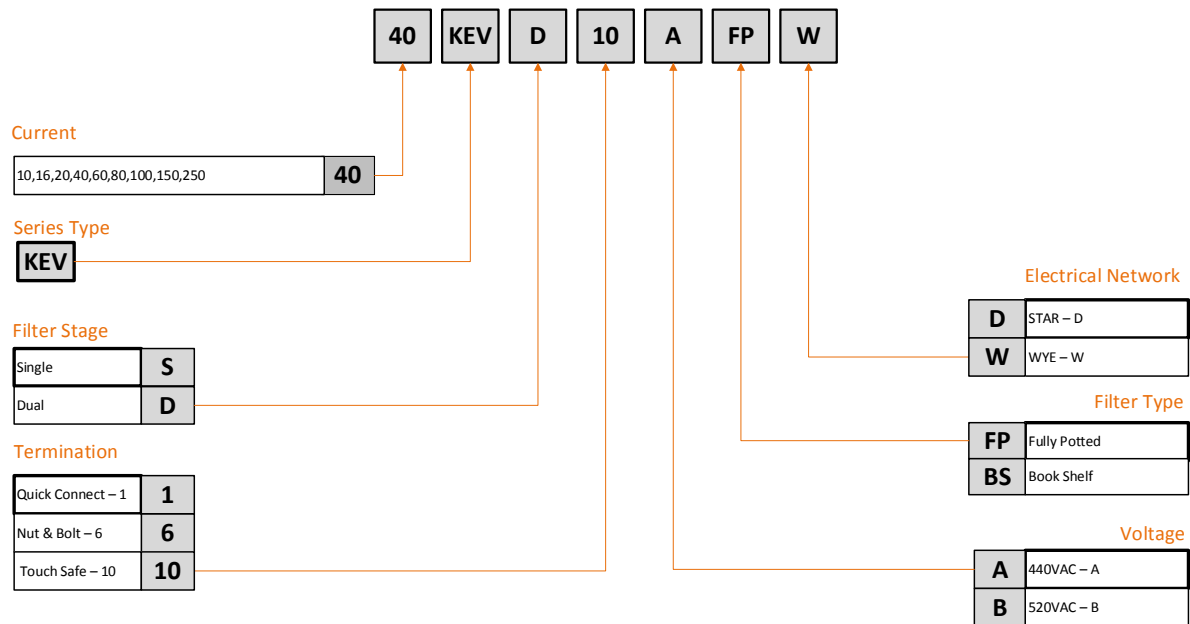 40 KEV D 10 A FP W
Current
10,16,20,40,60,80,100,150,250 40
Series Type
KEV
Filter Stage
Single S
Dual D
Termination
Quick Connect – 1 1
Nut & Bolt – 6 6
Touch Safe – 10 10
Electrical Network
D STAR – D
W WYE – W
Filter Type
FP Fully Potted
BS Book Shelf
Voltage
A 440VAC – A
B 520VAC – B